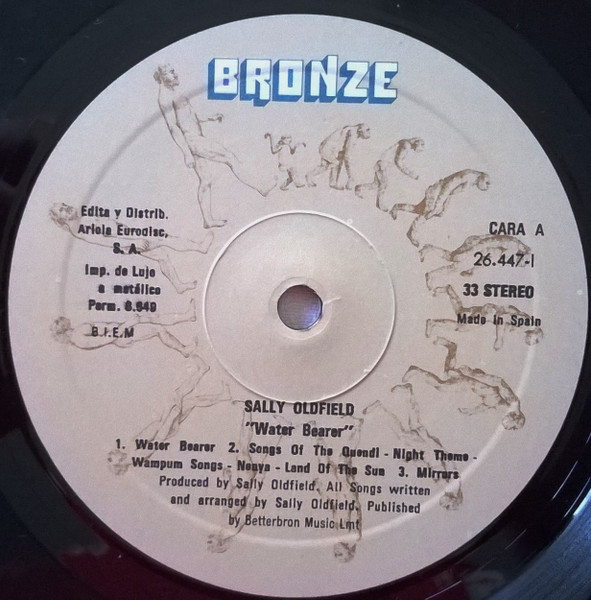 BRONZE
Edita y Distrib.
Ariola Eurodisc,
S. A.
Imp. de Lujo
a metálico
Perm. 8.649
B.I.E.M
CARA A
26.447-I
33 STEREO
Made in Spain
SALLY OLDFIELD
"Water Bearer"
1. Water Bearer 2. Songs Of The Quendi - Night Theme -
Wampum Songs - Nenya - Land Of The Sun 3. Mirrors
Produced by Sally Oldfield. All Songs written
and arranged by Sally Oldfield. Published
by Betterbron Music Lmt